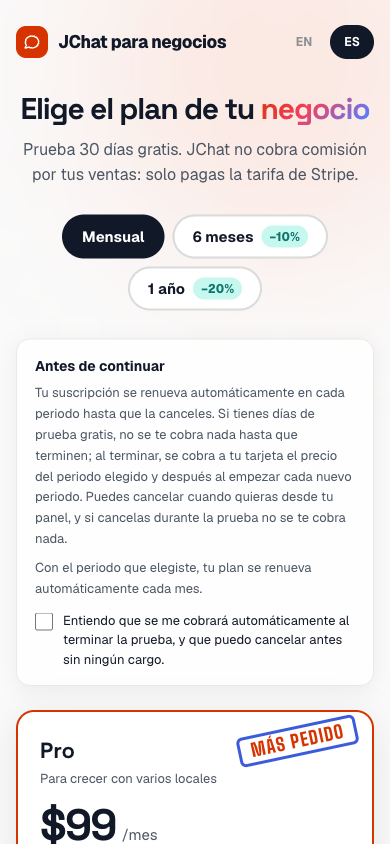 JChat para negocios
EN
ES
Elige el plan de tu negocio
Prueba 30 días gratis. JChat no cobra comisión
por tus ventas: solo pagas la tarifa de Stripe.
Mensual
6 meses −10%
1 año −20%
Antes de continuar
Tu suscripción se renueva automáticamente en cada
periodo hasta que la canceles. Si tienes días de
prueba gratis, no se te cobra nada hasta que
terminen; al terminar, se cobra a tu tarjeta el precio
del periodo elegido y después al empezar cada nuevo
periodo. Puedes cancelar cuando quieras desde tu
panel, y si cancelas durante la prueba no se te cobra
nada.
Con el periodo que elegiste, tu plan se renueva
automáticamente cada mes.
Entiendo que se me cobrará automáticamente al
terminar la prueba, y que puedo cancelar antes
sin ningún cargo.
MÁS PEDIDO
Pro
Para crecer con varios locales
$99 /mes